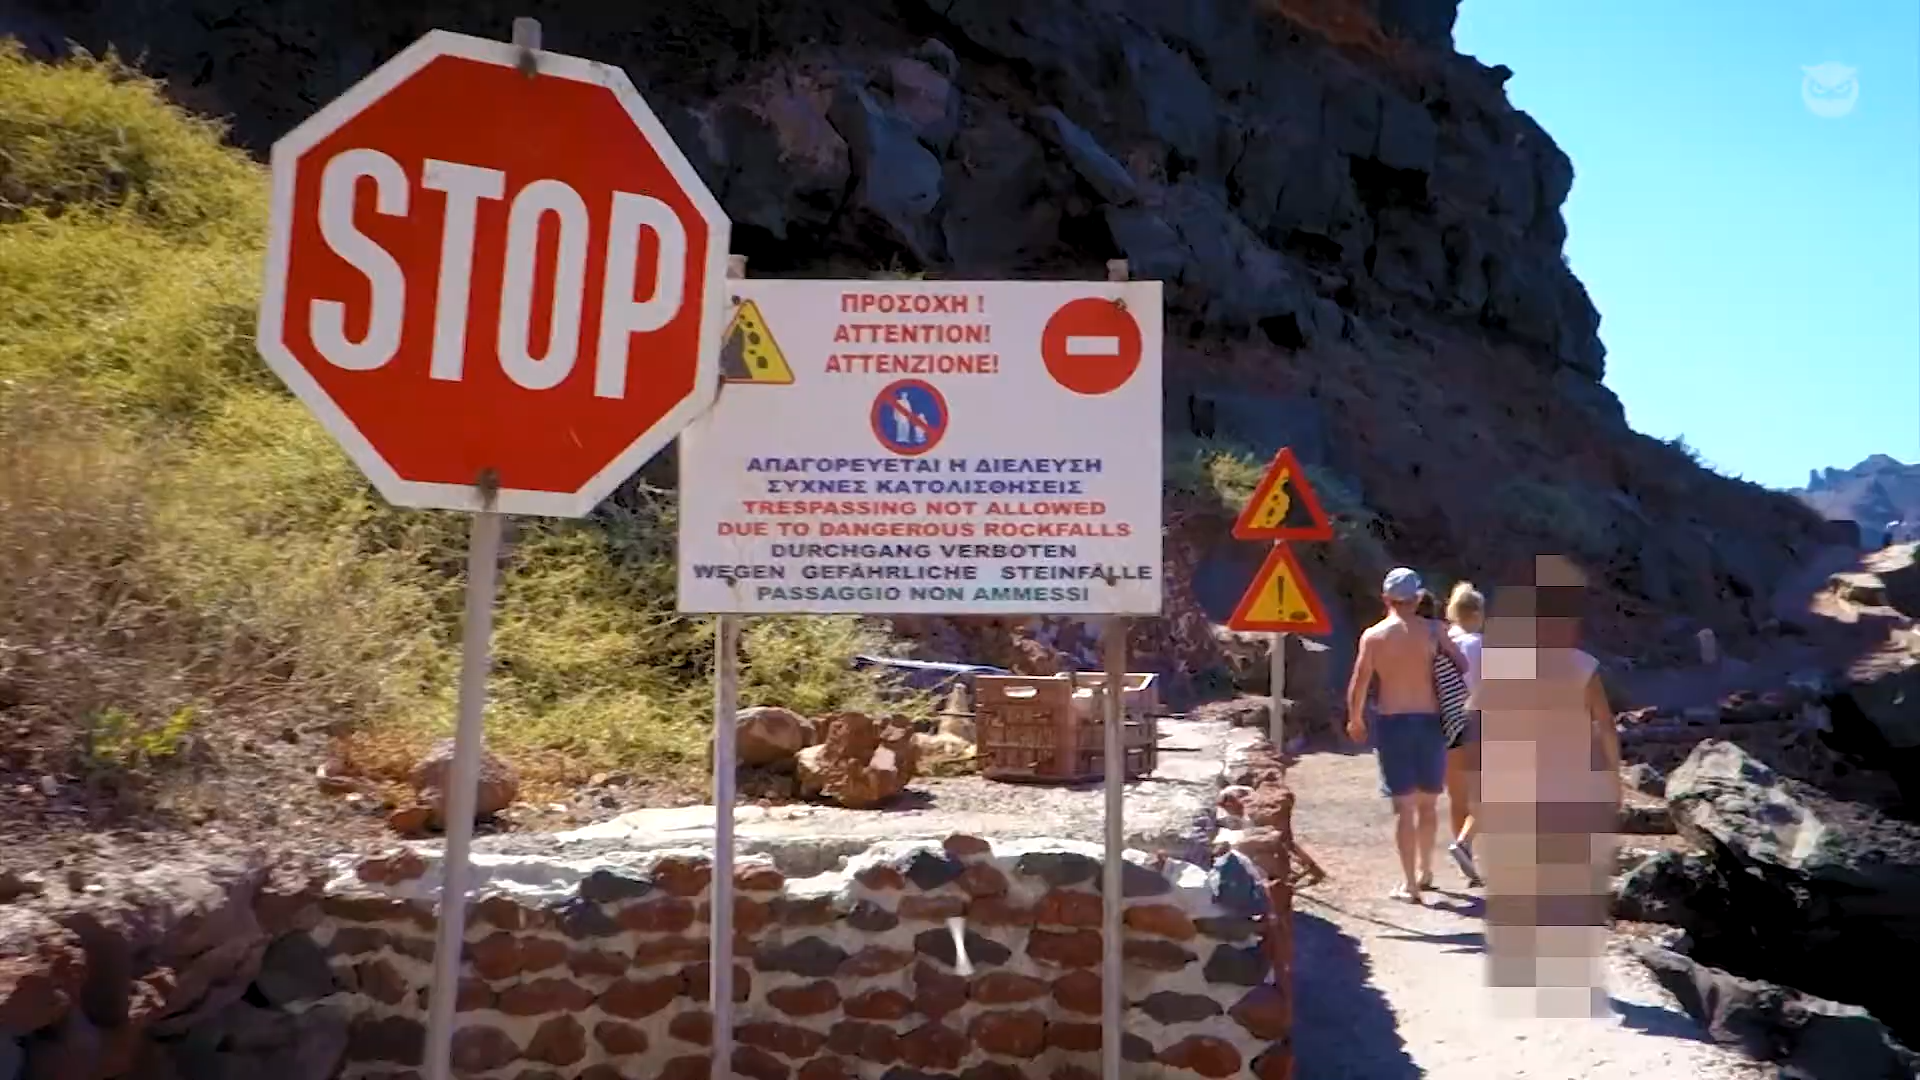 STOP
ΠΡΟΣΟΧΗ !
ATTENTION!
ATTENZIONE!
ΑΠΑΓΟΡΕΥΕΤΑΙ Η ΔΙΕΛΕΥΣΗ
ΣΥΧΝΕΣ ΚΑΤΟΛΙΣΘΗΣΕΙΣ
TRESPASSING NOT ALLOWED
DUE TO DANGEROUS ROCKFALLS
DURCHGANG VERBOTEN
WEGEN GEFÄHRLICHE STEINFÄLLE
PASSAGGIO NON AMMESSI